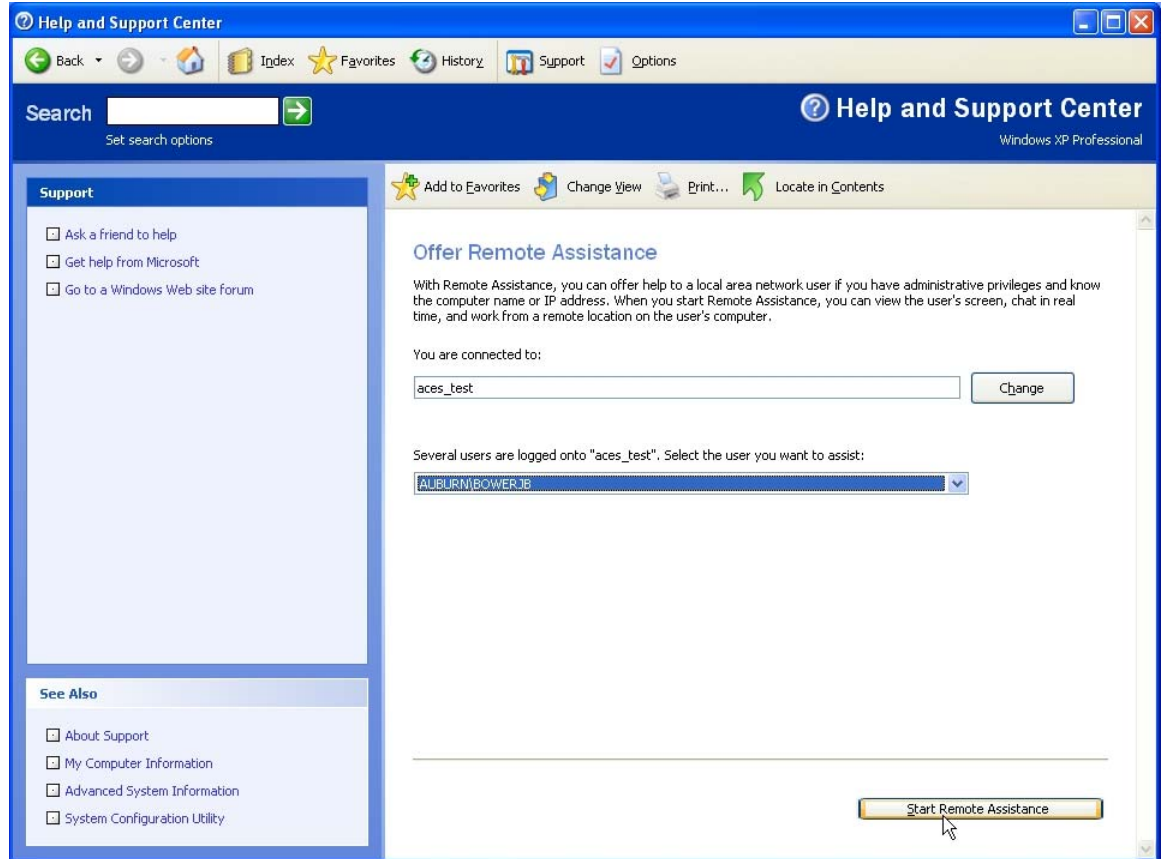 Help and Support Center
Back
Index
Favorites
History
Support
Options
Search
Set search options
Help and Support Center
Windows XP Professional
Support
Ask a friend to help
Get help from Microsoft
Go to a Windows Web site forum
See Also
About Support
My Computer Information
Advanced System Information
System Configuration Utility
Add to Favorites
Change View
Print...
Locate in Contents
Offer Remote Assistance
With Remote Assistance, you can offer help to a local area network user if you have administrative privileges and know
the computer name or IP address. When you start Remote Assistance, you can view the user's screen, chat in real
time, and work from a remote location on the user's computer.
You are connected to:
aces_test
Change
Several users are logged onto "aces_test". Select the user you want to assist:
AUBURN\BOWERJB
Start Remote Assistance